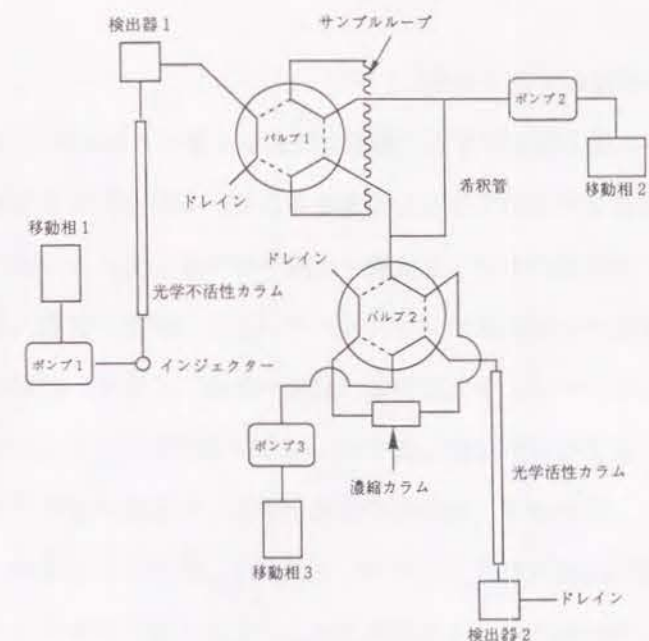 検出器1
サンプルループ
バルブ1
ポンプ2
移動相2
希釈管
ドレイン
移動相1
光学不活性カラム
ポンプ1
インジェクター
ドレイン
バルブ2
ポンプ3
濃縮カラム
光学活性カラム
移動相3
ドレイン
検出器2